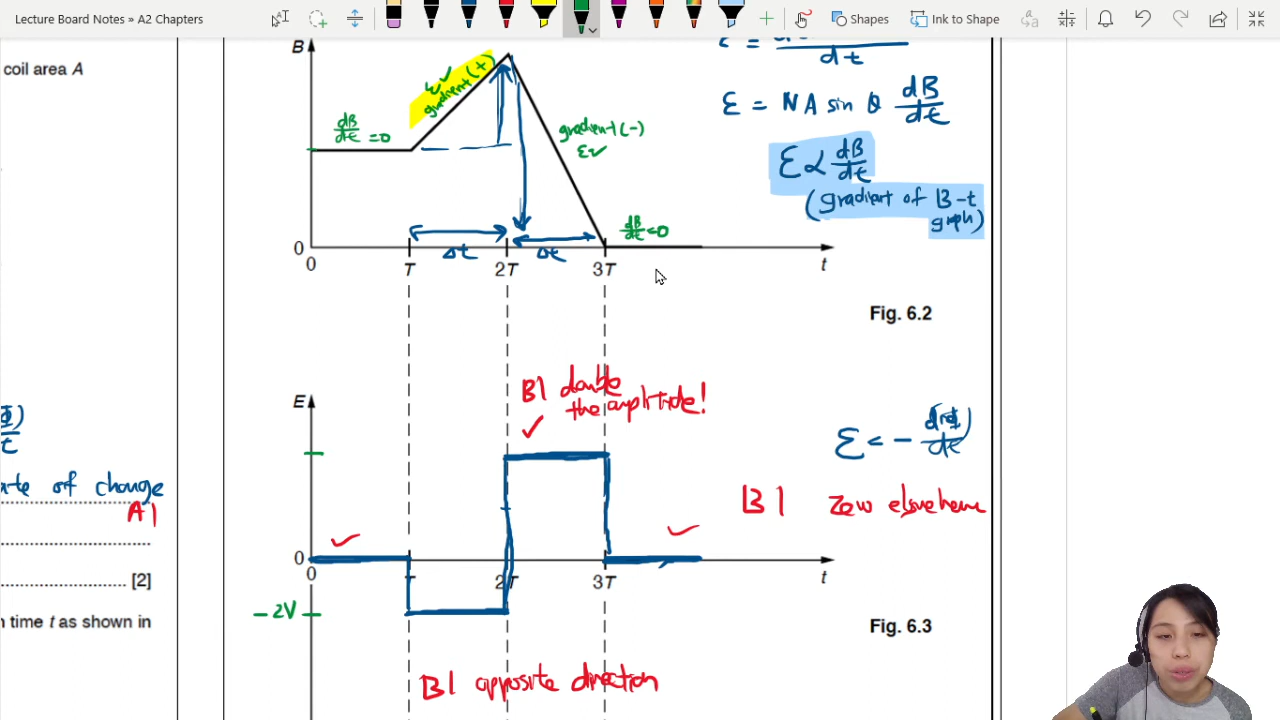 Lecture Board Notes » A2 Chapters
Shapes
Ink to Shape
coil area A
B
ε ✓
gradient (+)
dB/dt = 0
gradient (-)
ε ✓
dB/dt = 0
Δt
Δt
0
0
T
2T
3T
t
Fig. 6.2
dt
ε = NA sin θ dB/dt
ε ∝ dB/dt
(gradient of B-t
graph)
E
B1 double
the amplitude!
0
0
T
2T
3T
t
-2V
B1 opposite direction
B1 zero elsewhere
Fig. 6.3
of change
A1
[2]
time t as shown in